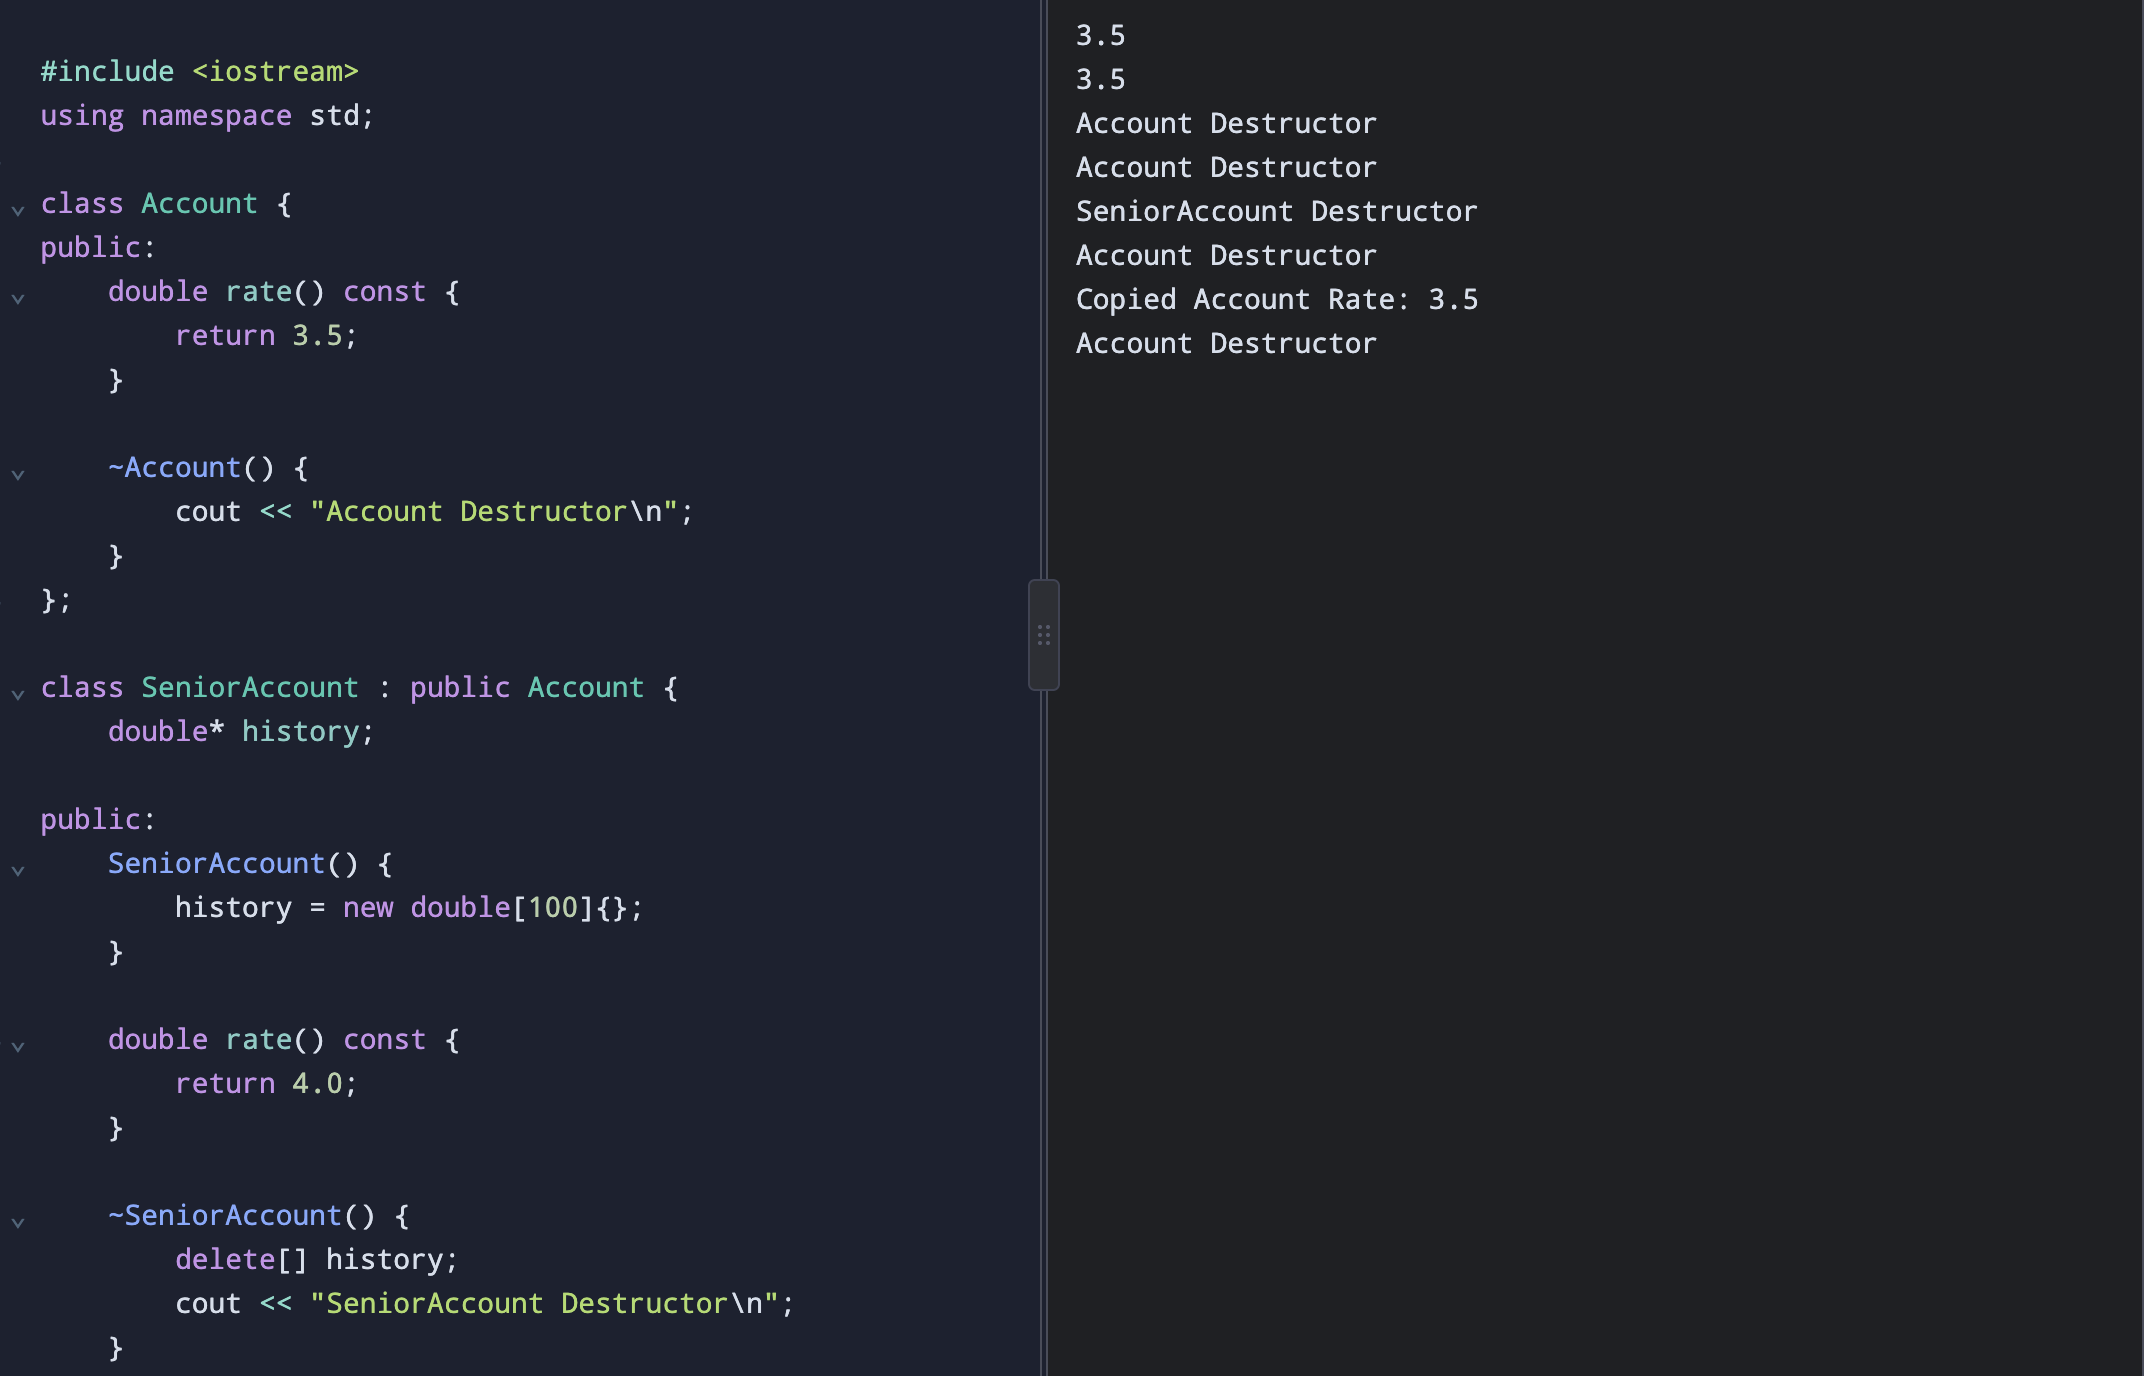 #include <iostream>
using namespace std;
class Account {
public:
    double rate() const {
        return 3.5;
    }
    ~Account() {
        cout << "Account Destructor\n";
    }
};
class SeniorAccount : public Account {
    double* history;
public:
    SeniorAccount() {
        history = new double[100]{};
    }
    double rate() const {
        return 4.0;
    }
    ~SeniorAccount() {
        delete[] history;
        cout << "SeniorAccount Destructor\n";
    }
3.5
3.5
Account Destructor
Account Destructor
SeniorAccount Destructor
Account Destructor
Copied Account Rate: 3.5
Account Destructor